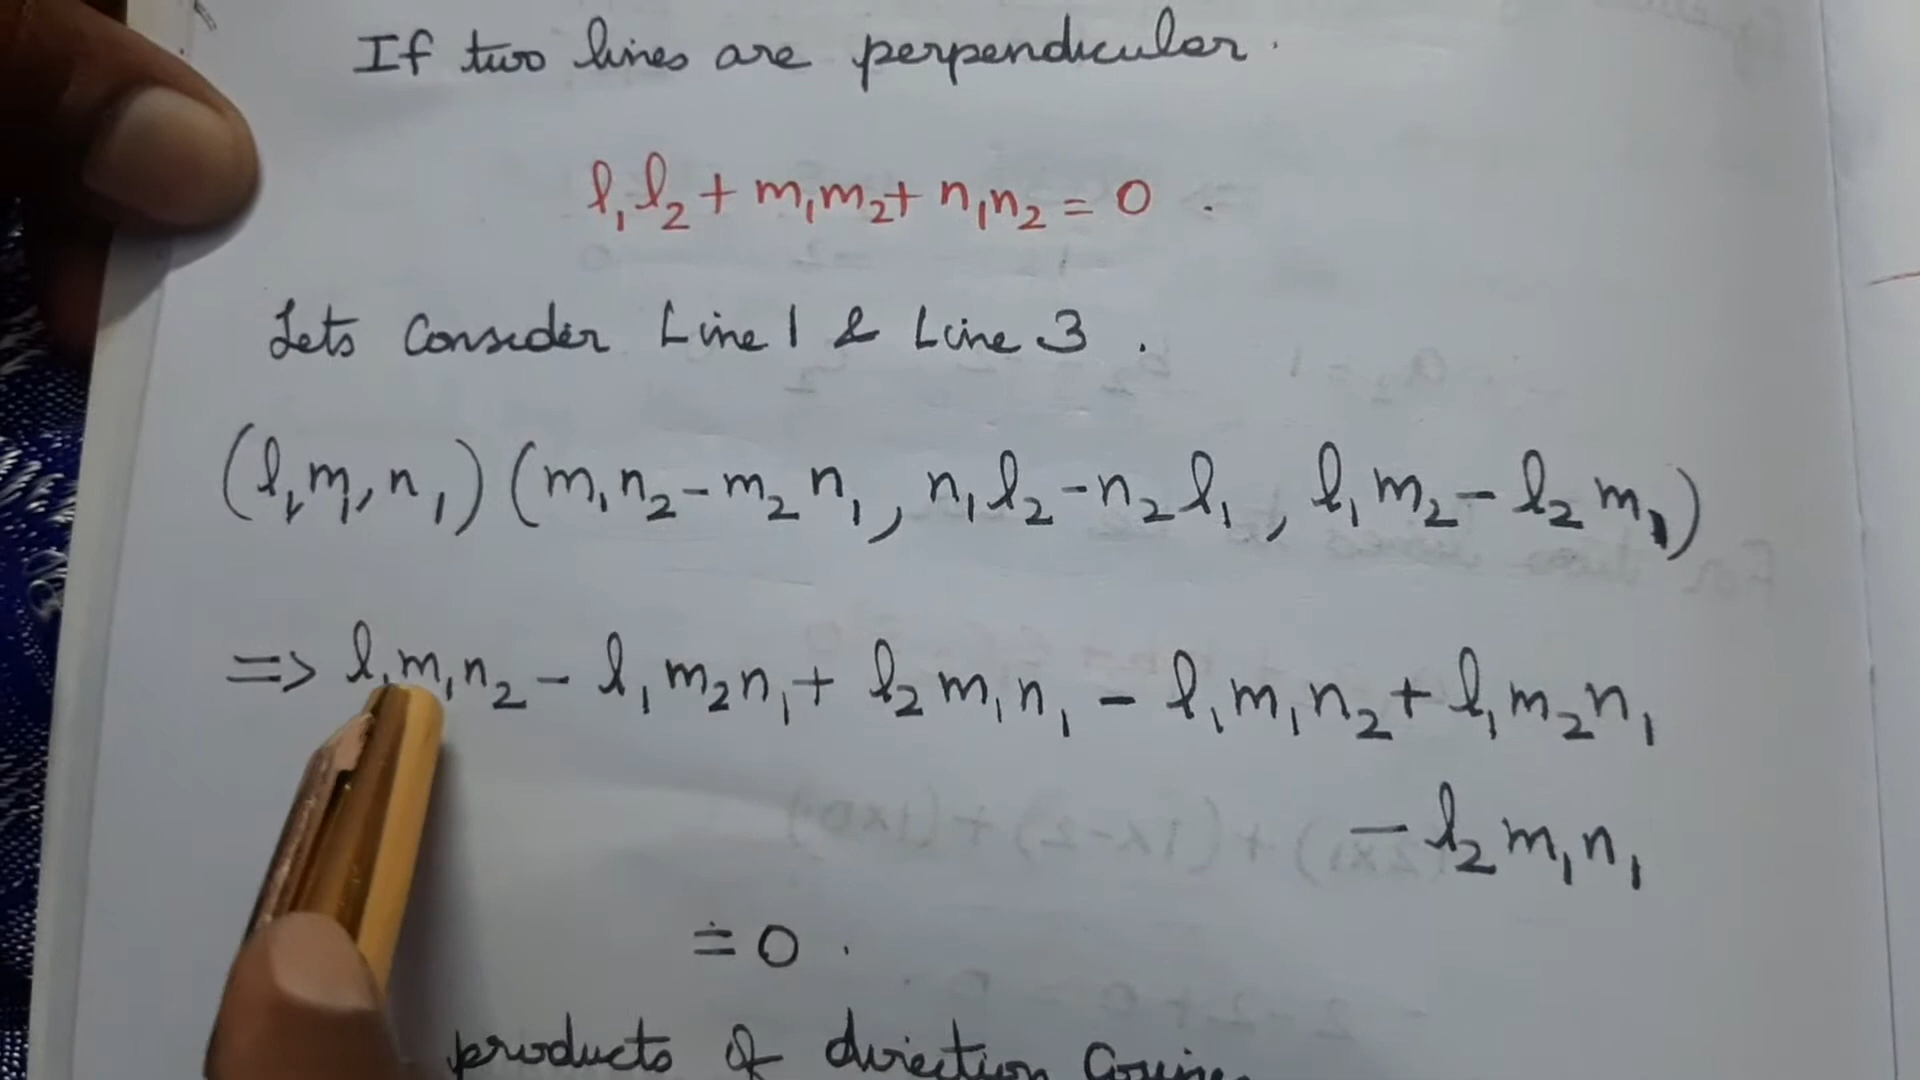 If two lines are perpendicular.
l₁l₂ + m₁m₂ + n₁n₂ = 0 .
Lets Consider Line 1 & Line 3 .
(l₁, m₁, n₁) (m₁n₂ - m₂n₁, n₁l₂ - n₂l₁, l₁m₂ - l₂m₁)
=> l₁m₁n₂ - l₁m₂n₁ + l₂m₁n₁ - l₁m₁n₂ + l₁m₂n₁
- l₂m₁n₁
= 0 .
products of direction